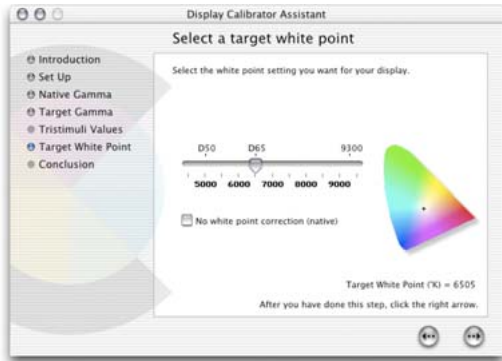 Display Calibrator Assistant
Select a target white point
Introduction
Set Up
Native Gamma
Target Gamma
Tristimuli Values
Target White Point
Conclusion
Select the white point setting you want for your display.
D50 D65 9300
5000 6000 7000 8000 9000
No white point correction (native)
Target White Point (°K) = 6505
After you have done this step, click the right arrow.